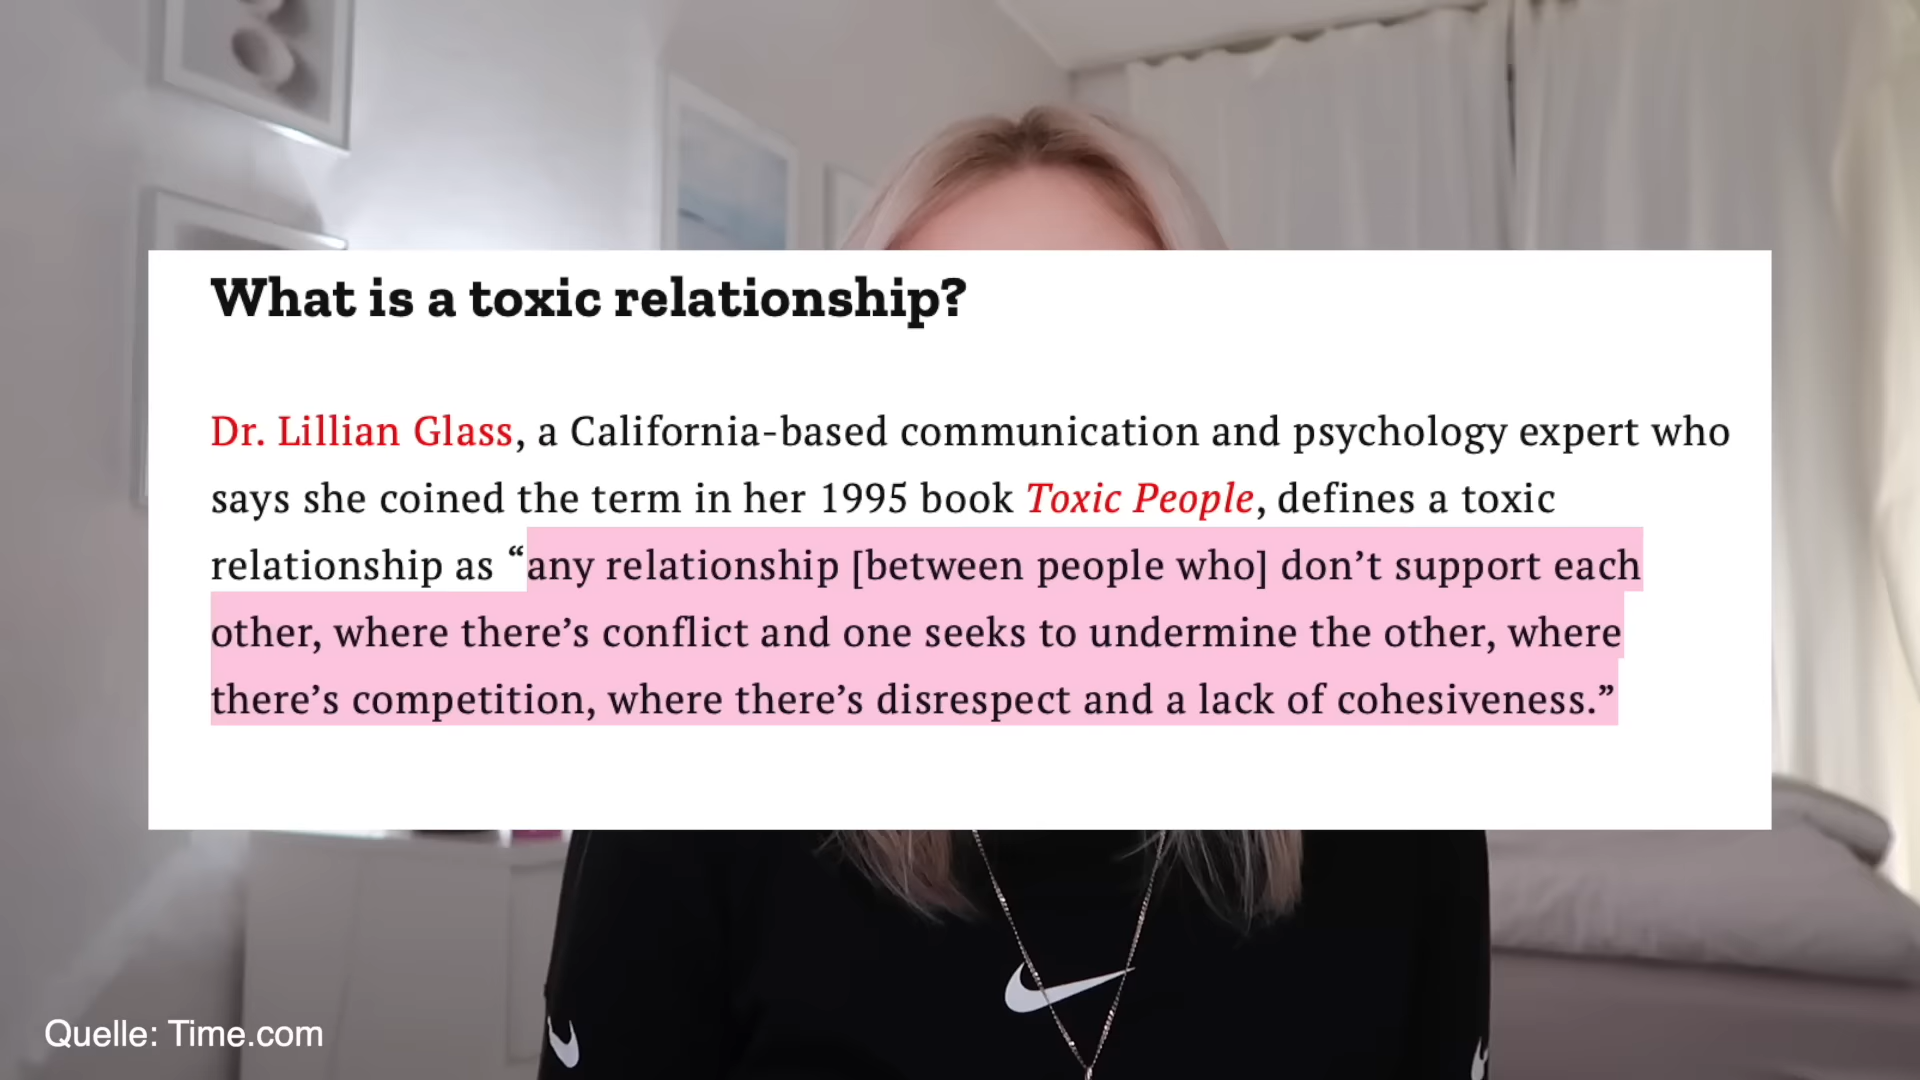 What is a toxic relationship?
Dr. Lillian Glass, a California-based communication and psychology expert who
says she coined the term in her 1995 book Toxic People, defines a toxic
relationship as “any relationship [between people who] don’t support each
other, where there’s conflict and one seeks to undermine the other, where
there’s competition, where there’s disrespect and a lack of cohesiveness.”
Quelle: Time.com